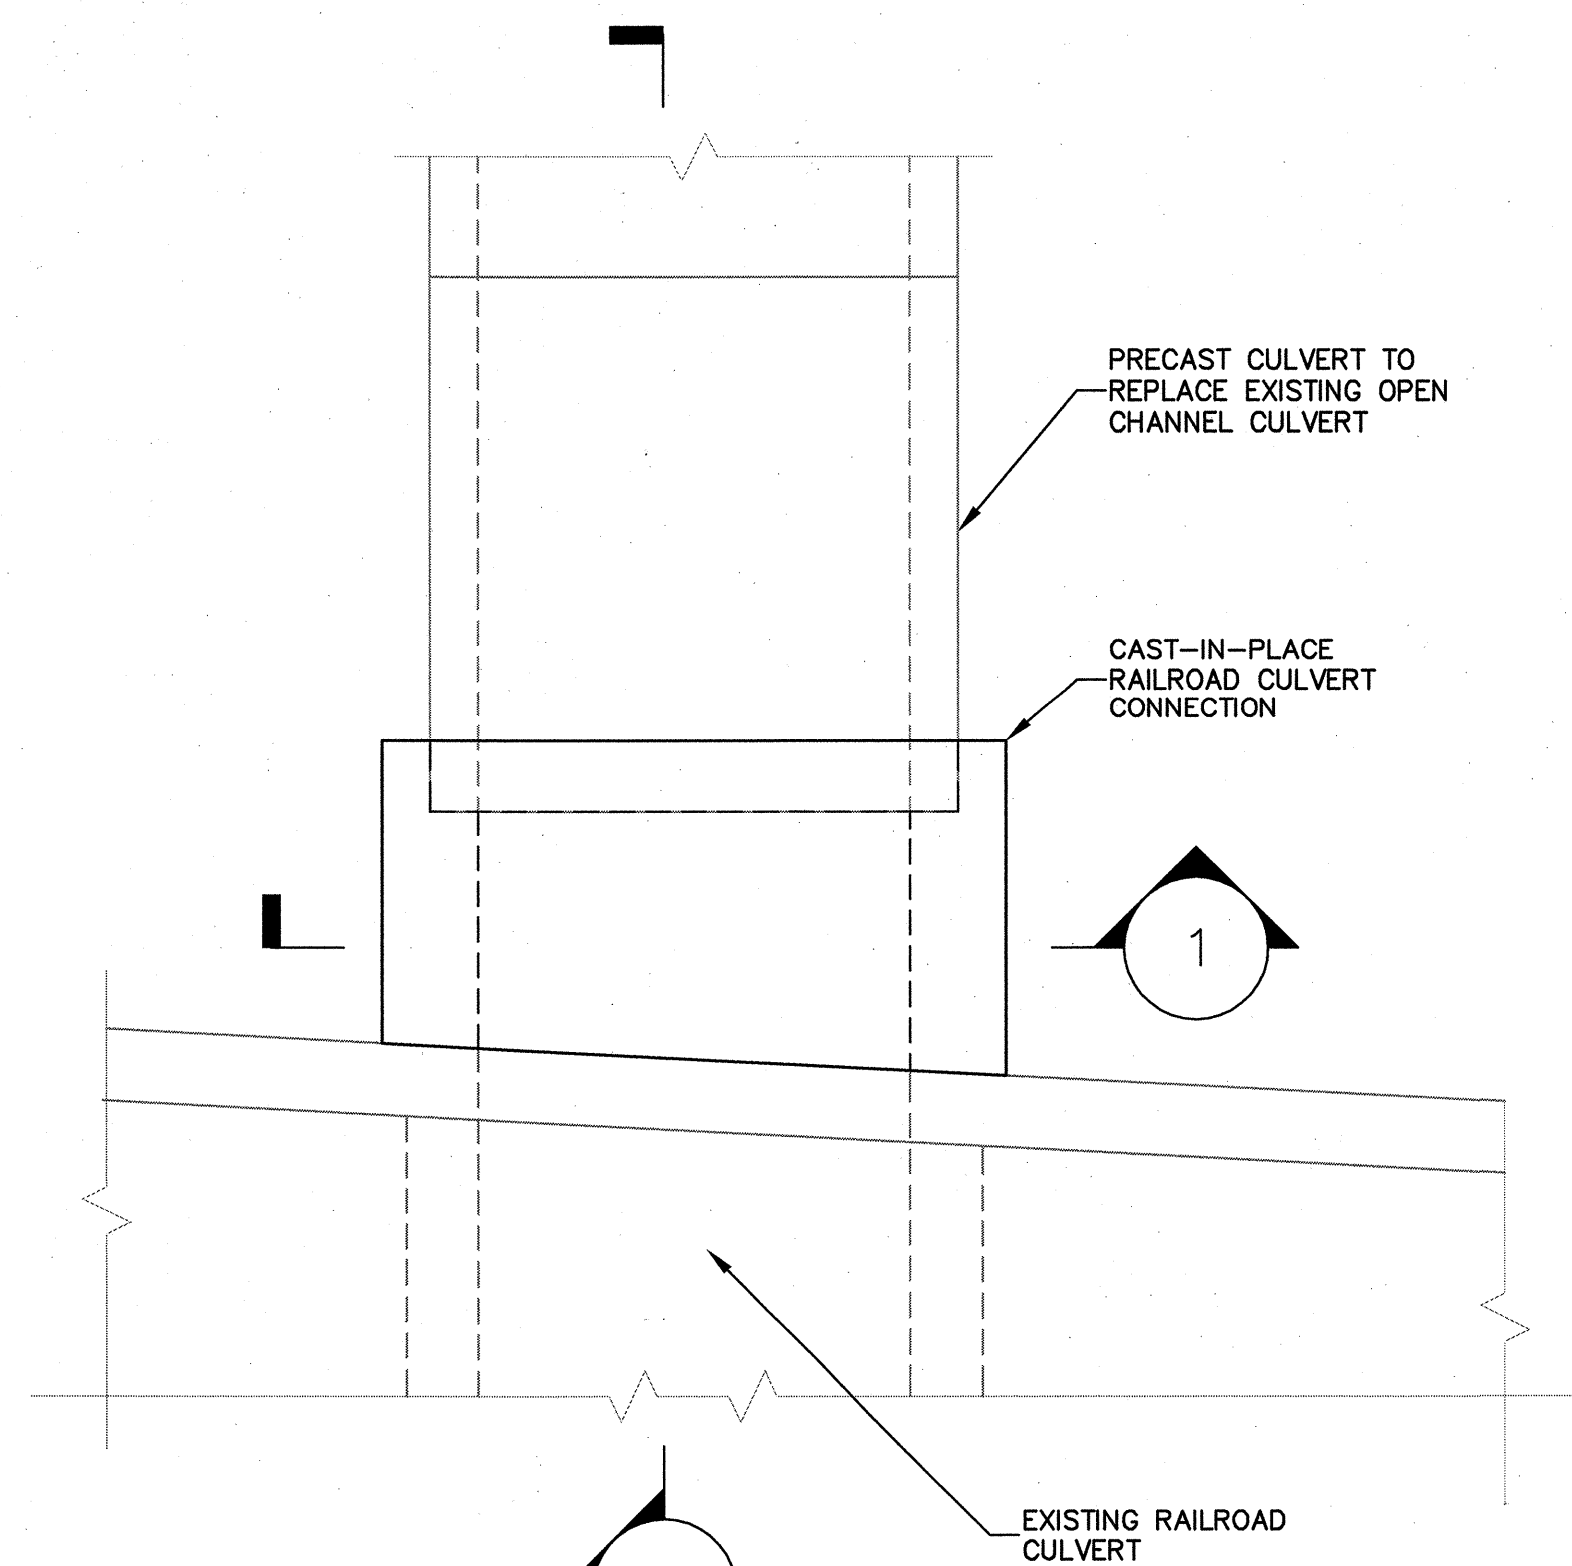 PRECAST CULVERT TO
REPLACE EXISTING OPEN
CHANNEL CULVERT
CAST-IN-PLACE
RAILROAD CULVERT
CONNECTION
1
EXISTING RAILROAD
CULVERT